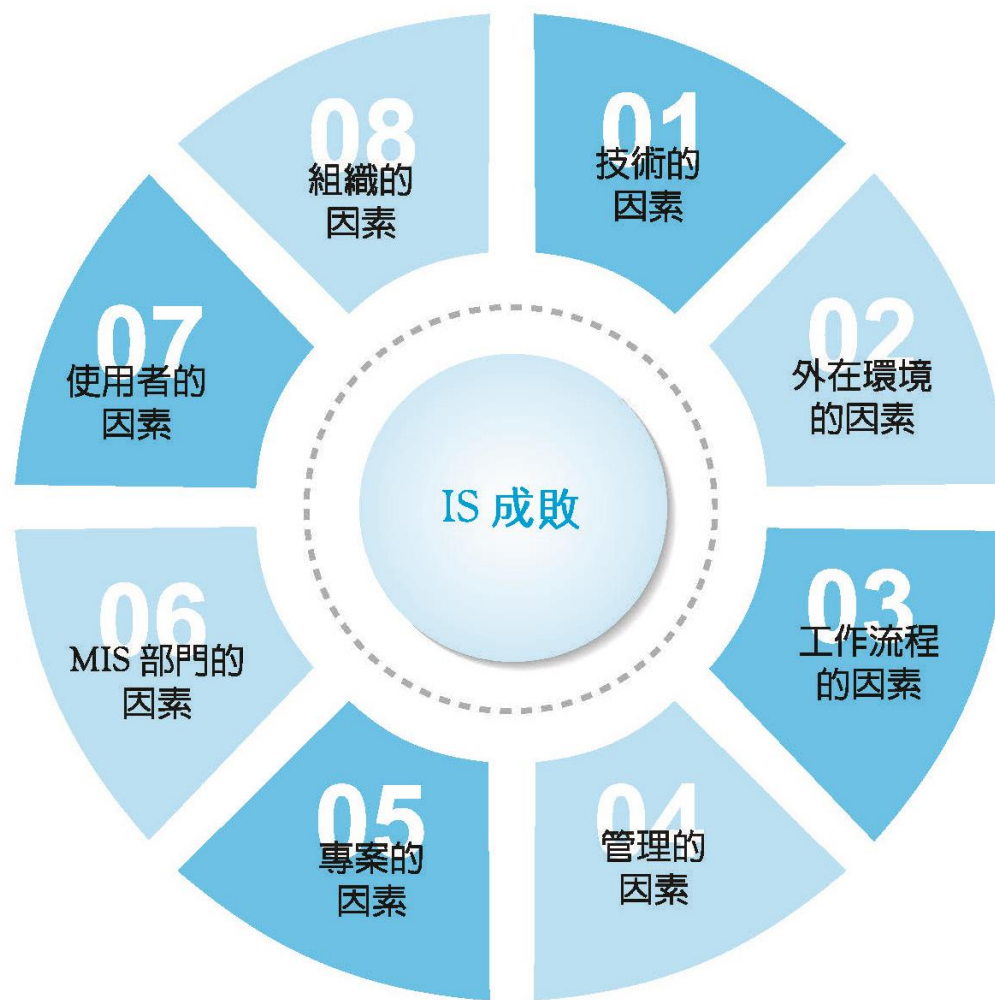 01
技術的
因素
02
外在環境
的因素
03
工作流程
的因素
04
管理的
因素
05
專案的
因素
06
MIS 部門的
因素
07
使用者的
因素
08
組織的
因素
IS 成敗